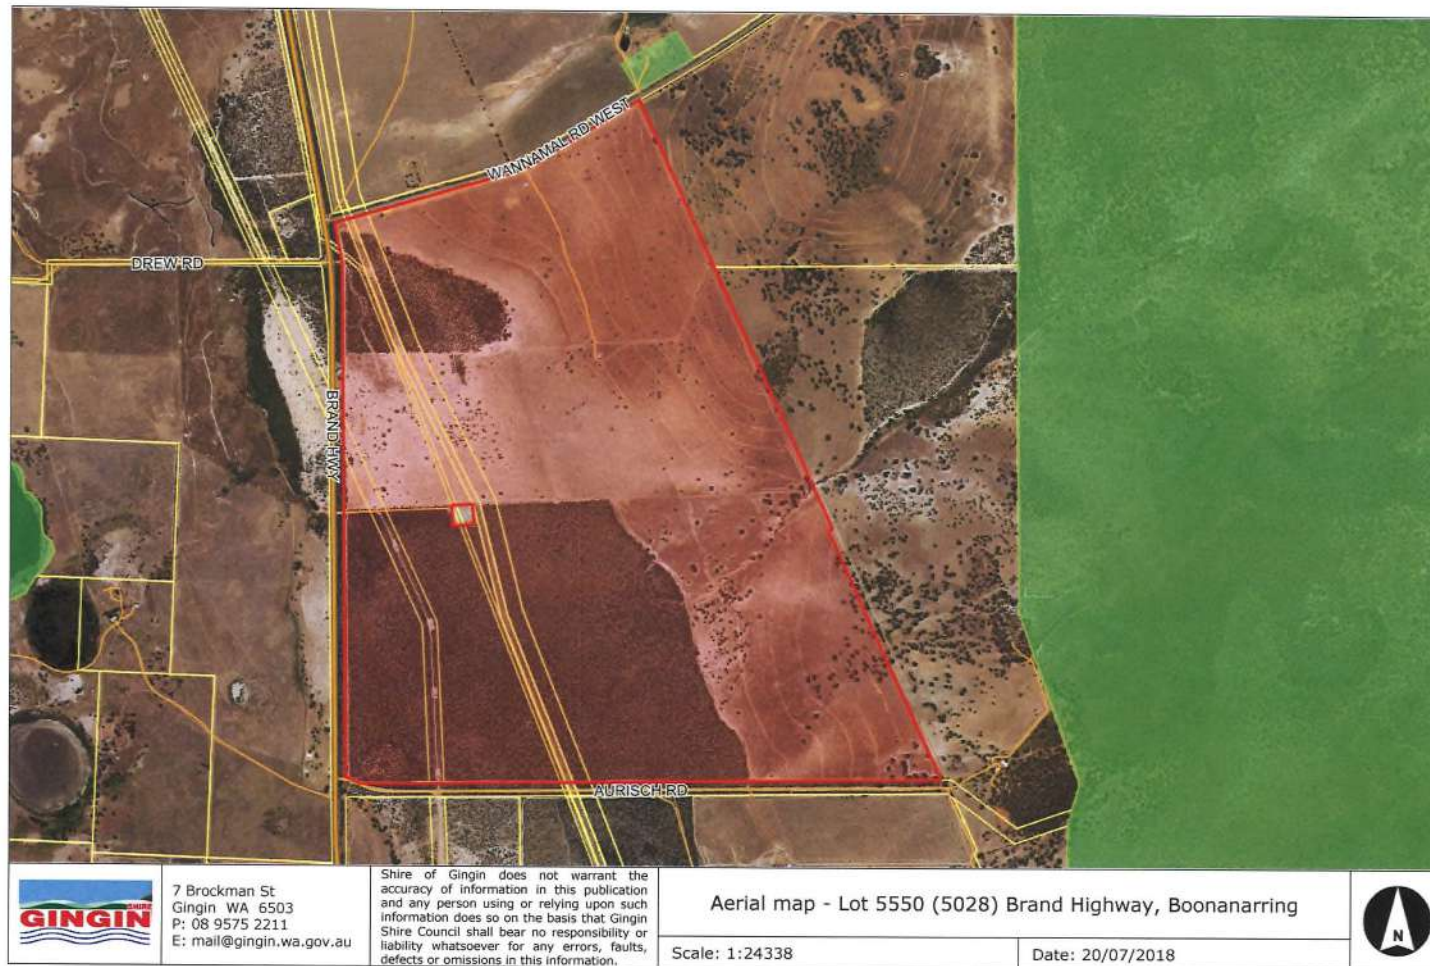 WANNAMAL RD WEST
DREW RD
BRAND HWY
AURISCH RD
SHIRE
GINGIN
7 Brockman St
Gingin WA 6503
P: 08 9575 2211
E: mail@gingin.wa.gov.au
Shire of Gingin does not warrant the
accuracy of information in this publication
and any person using or relying upon such
information does so on the basis that Gingin
Shire Council shall bear no responsibility or
liability whatsoever for any errors, faults,
defects or omissions in this information.
Aerial map - Lot 5550 (5028) Brand Highway, Boonanarring
Scale: 1:24338
Date: 20/07/2018
N